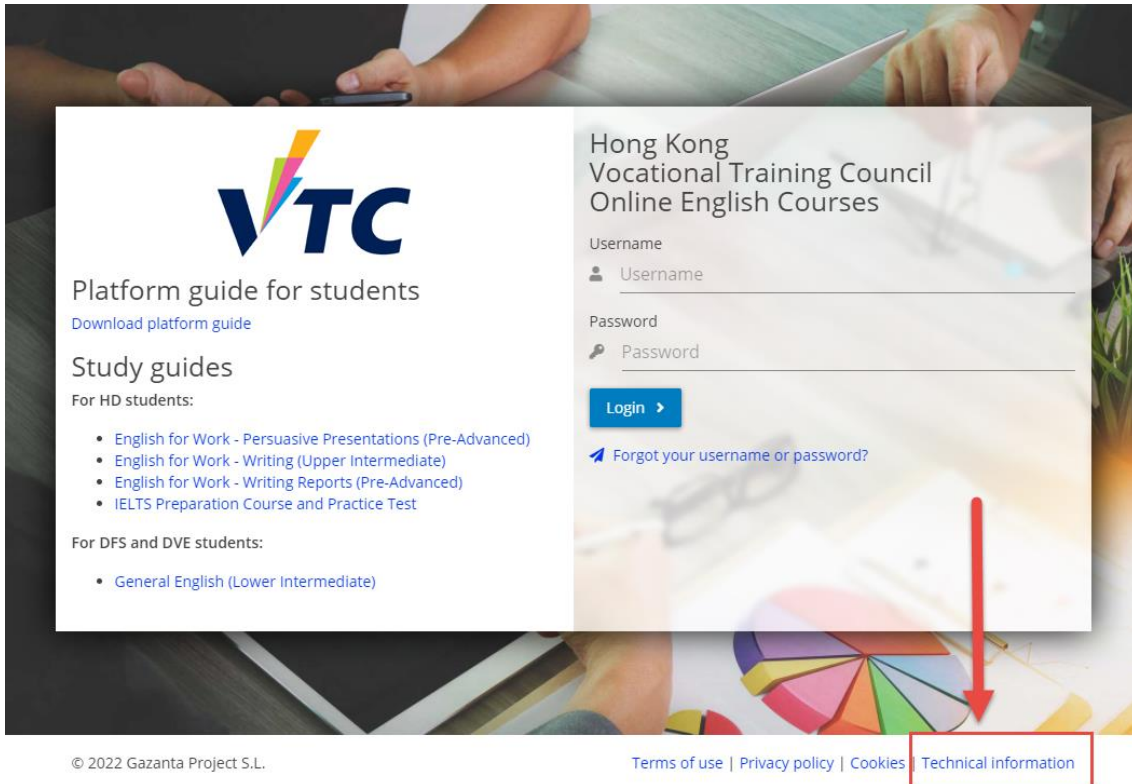 VTC
Platform guide for students
Download platform guide
Study guides
For HD students:
English for Work - Persuasive Presentations (Pre-Advanced)
English for Work - Writing (Upper Intermediate)
English for Work - Writing Reports (Pre-Advanced)
IELTS Preparation Course and Practice Test
For DFS and DVE students:
General English (Lower Intermediate)
Hong Kong
Vocational Training Council
Online English Courses
Username
Username
Password
Password
Login
Forgot your username or password?
© 2022 Gazanta Project S.L.
Terms of use | Privacy policy | Cookies | Technical information